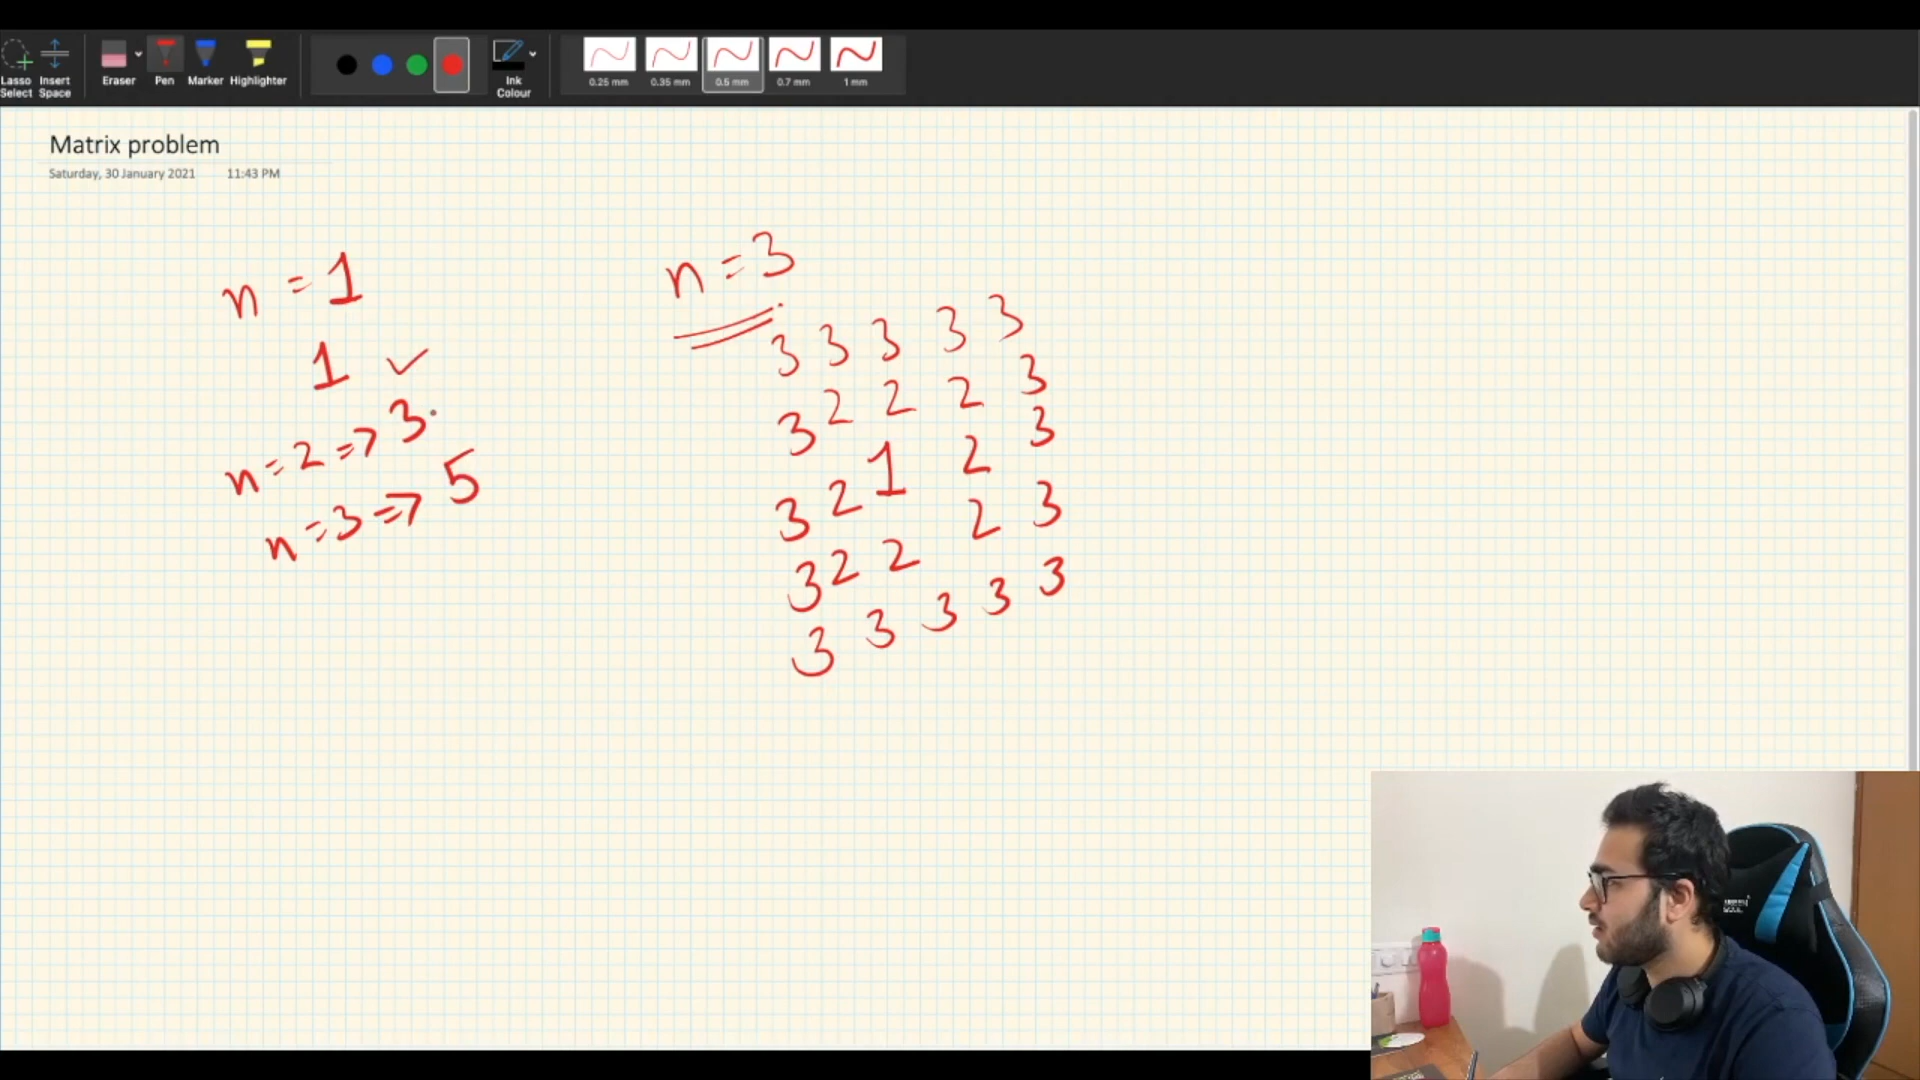 Lasso Select
Insert Space
Eraser
Pen
Marker
Highlighter
Ink Colour
0.25 mm
0.35 mm
0.5 mm
0.7 mm
1 mm
Matrix problem
Saturday, 30 January 2021 11:43 PM
n = 1
1 ✓
n = 2 => 3
n = 3 => 5
n = 3
3 3 3 3 3
3 2 2 2 3
3 2 1 2 3
3 2 2 2 3
3 3 3 3 3